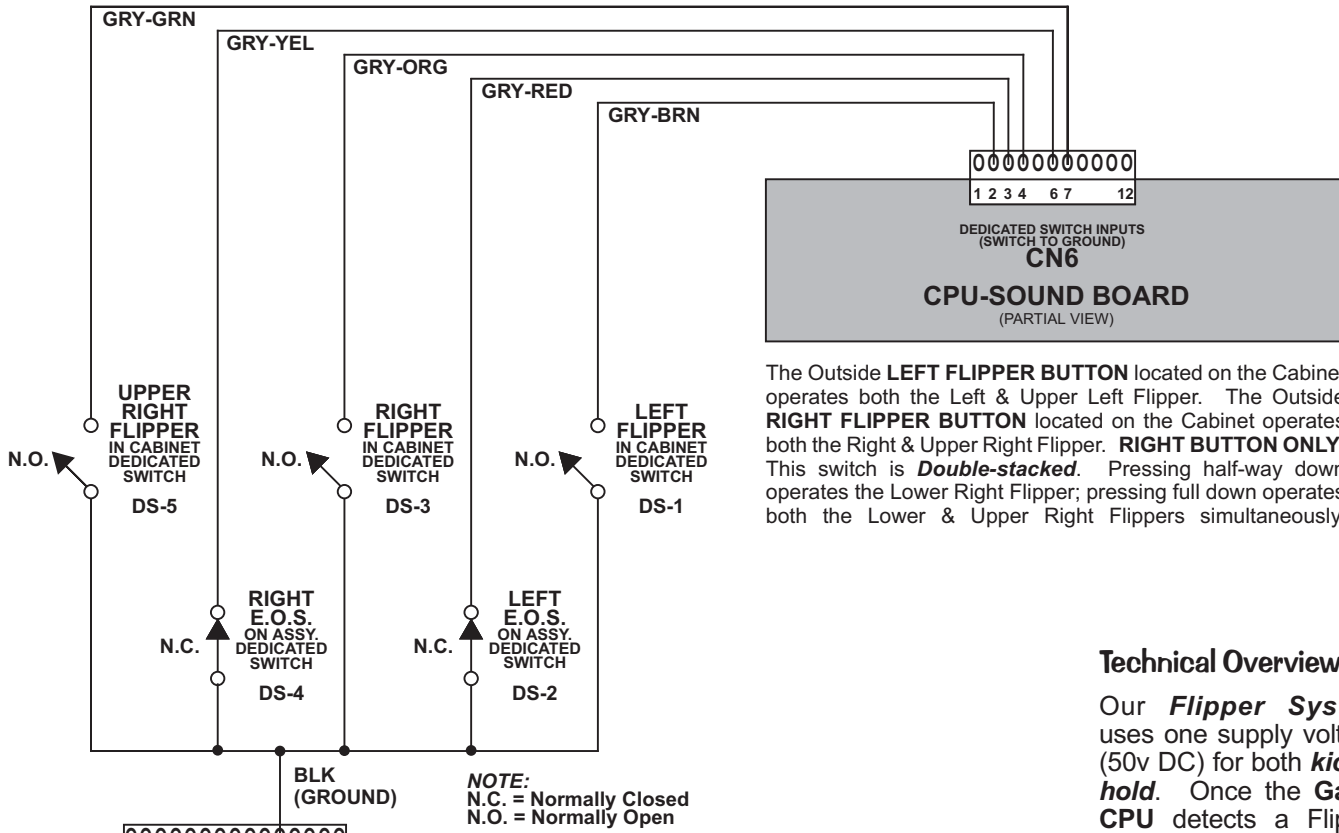 GRY-GRN
GRY-YEL
GRY-ORG
GRY-RED
GRY-BRN
1 2 3 4 6 7 12
DEDICATED SWITCH INPUTS
(SWITCH TO GROUND)
CN6
CPU-SOUND BOARD
(PARTIAL VIEW)
The Outside LEFT FLIPPER BUTTON located on the Cabine
operates both the Left & Upper Left Flipper. The Outside
RIGHT FLIPPER BUTTON located on the Cabinet operates
both the Right & Upper Right Flipper. RIGHT BUTTON ONLY
This switch is Double-stacked. Pressing half-way down
operates the Lower Right Flipper; pressing full down operates
both the Lower & Upper Right Flippers simultaneously
N.O.
UPPER
RIGHT
FLIPPER
IN CABINET
DEDICATED
SWITCH
DS-5
N.O.
RIGHT
FLIPPER
IN CABINET
DEDICATED
SWITCH
DS-3
N.O.
LEFT
FLIPPER
IN CABINET
DEDICATED
SWITCH
DS-1
N.C.
RIGHT
E.O.S.
ON ASSY.
DEDICATED
SWITCH
DS-4
N.C.
LEFT
E.O.S.
ON ASSY.
DEDICATED
SWITCH
DS-2
BLK
(GROUND)
NOTE:
N.C. = Normally Closed
N.O. = Normally Open
Technical Overview
Our Flipper Sys
uses one supply volt
(50v DC) for both kic
hold. Once the Ga
CPU detects a Flip